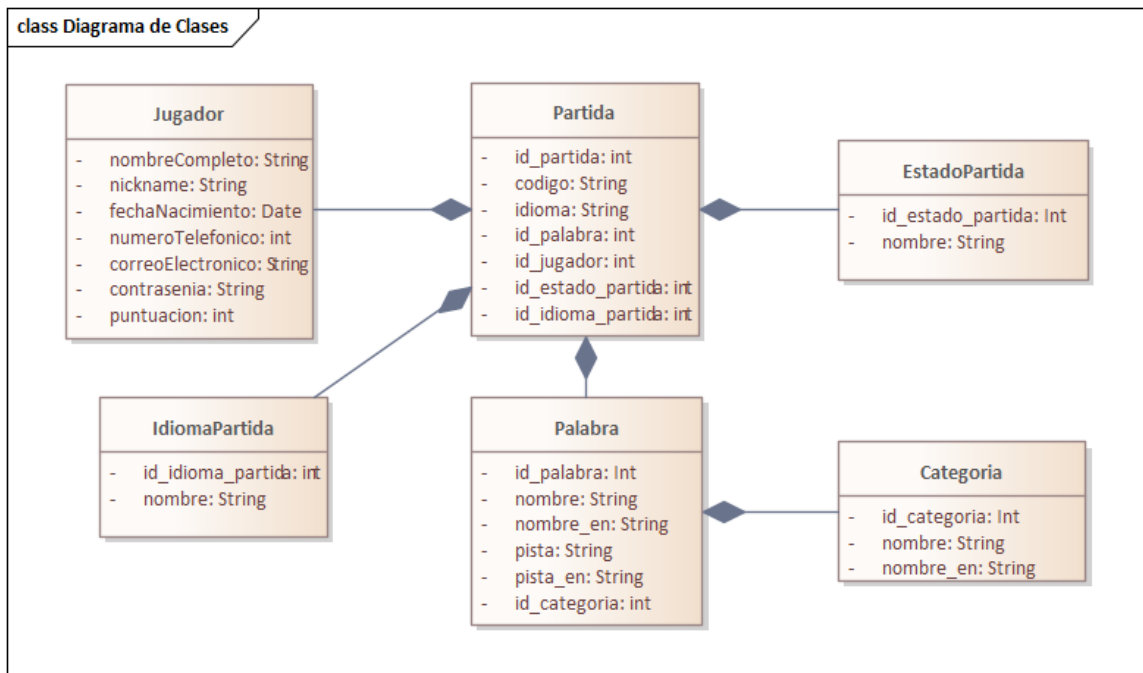 class Diagrama de Clases
Jugador
- nombreCompleto: String
- nickname: String
- fechaNacimiento: Date
- numeroTelefonico: int
- correoElectronico: String
- contrasenia: String
- puntuacion: int
Partida
- id_partida: int
- codigo: String
- idioma: String
- id_palabra: int
- id_jugador: int
- id_estado_partida: int
- id_idioma_partida: int
EstadoPartida
- id_estado_partida: Int
- nombre: String
IdiomaPartida
- id_idioma_partida: int
- nombre: String
Palabra
- id_palabra: Int
- nombre: String
- nombre_en: String
- pista: String
- pista_en: String
- id_categoria: int
Categoria
- id_categoria: Int
- nombre: String
- nombre_en: String